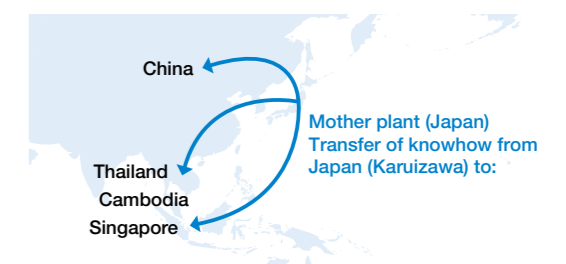 China
Mother plant (Japan)
Transfer of knowhow from
Japan (Karuizawa) to:
Thailand
Cambodia
Singapore